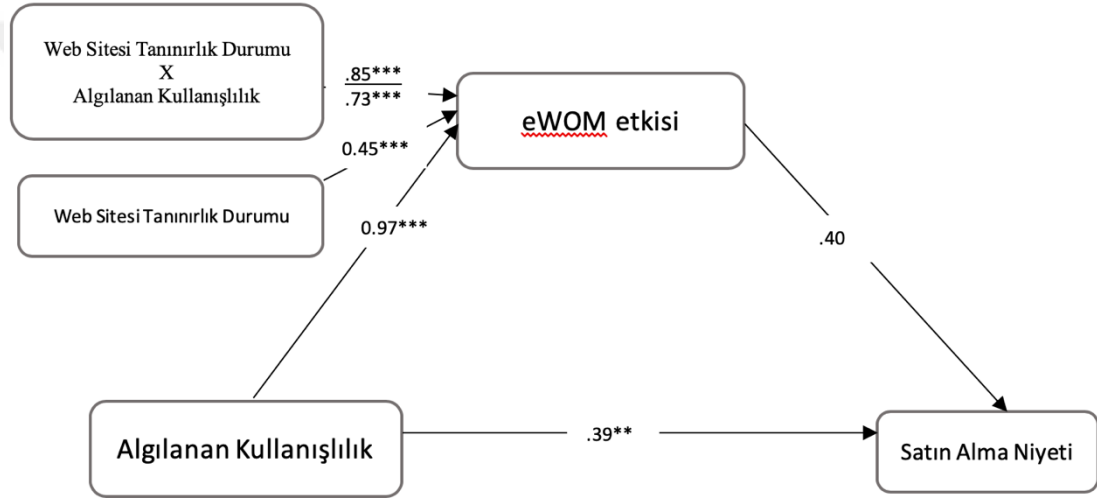 Web Sitesi Tanınırlık Durumu
X
Algılanan Kullanışlılık
.85***
.73***
eWOM etkisi
0.45***
Web Sitesi Tanınırlık Durumu
0.97***
.40
Algılanan Kullanışlılık
.39**
Satın Alma Niyeti